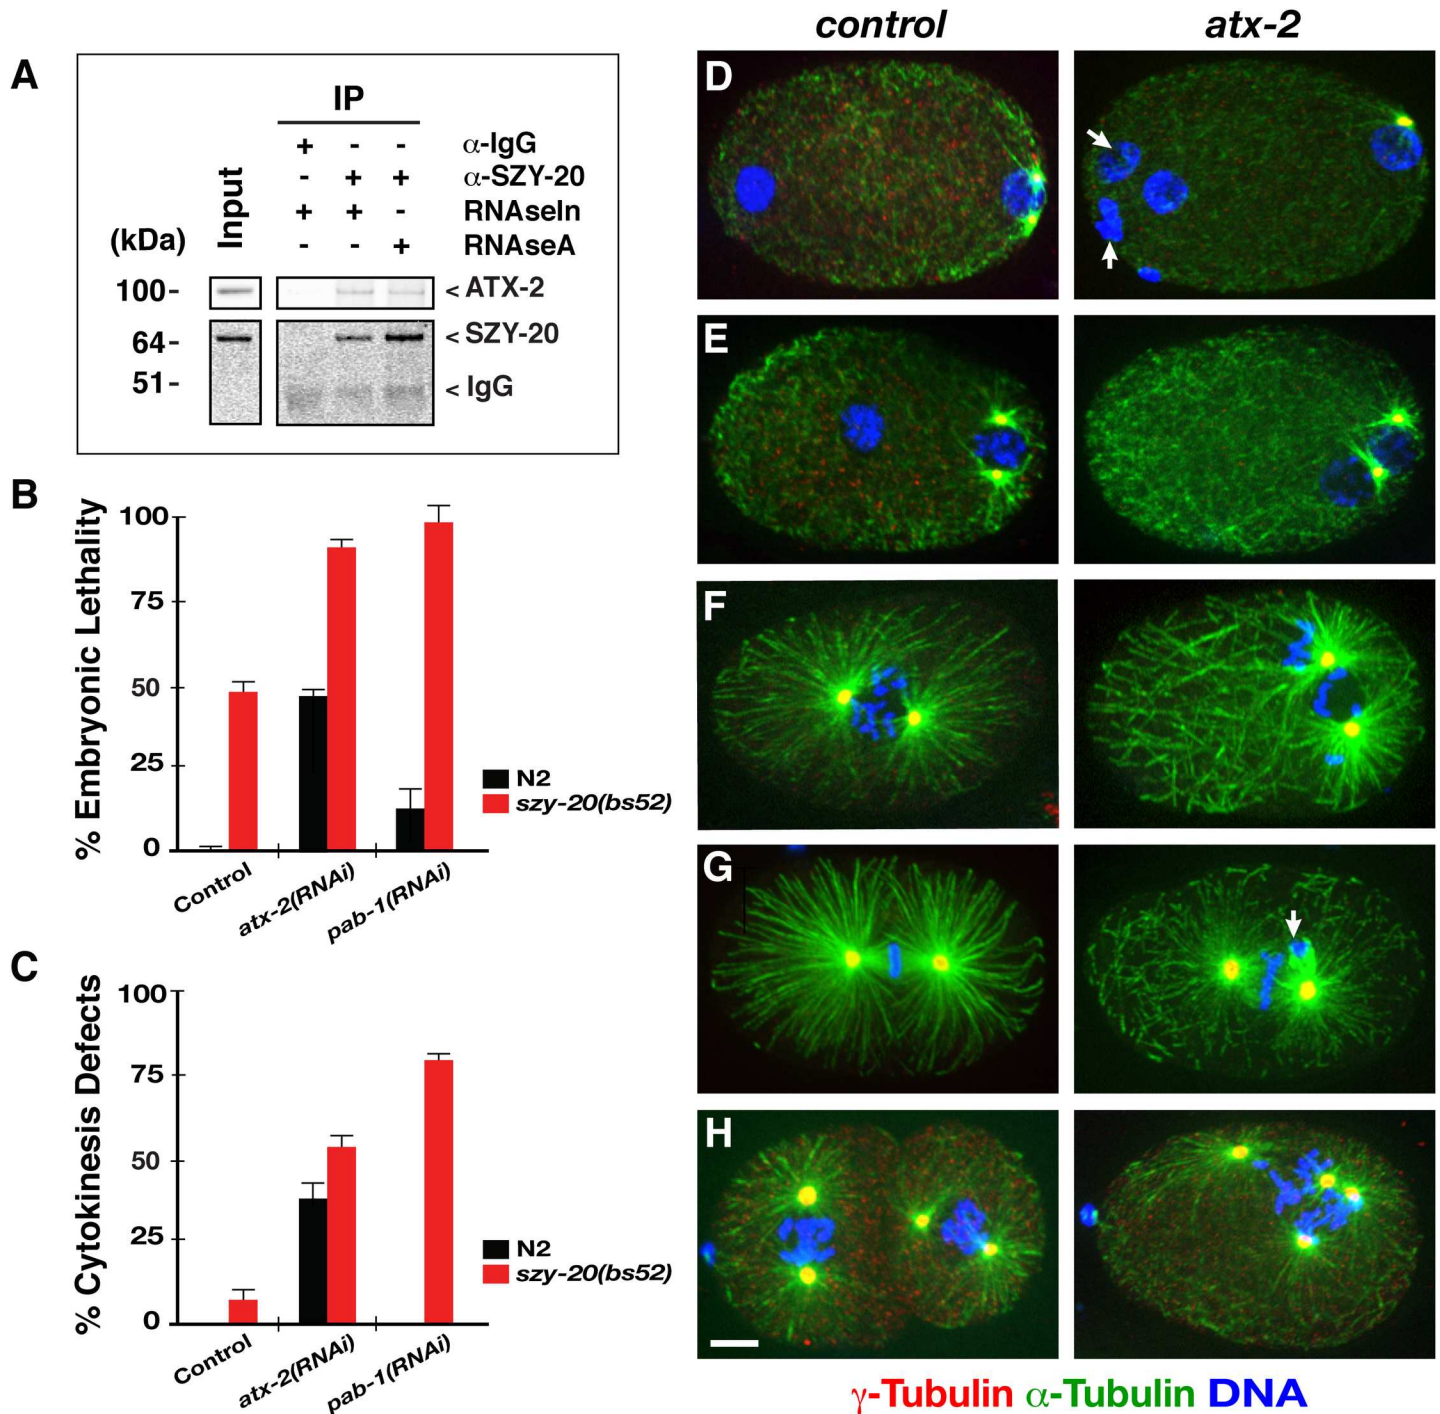 A
IP
+ - - α-IgG
- + + α-SZY-20
+ + - RNAseIn
- - + RNAseA
Input
(kDa)
100-
< ATX-2
64-
< SZY-20
51-
< IgG
B
% Embryonic Lethality
100
75
50
25
0
Control
atx-2(RNAi)
pab-1(RNAi)
N2
szy-20(bs52)
C
% Cytokinesis Defects
100
75
50
25
0
Control
atx-2(RNAi)
pab-1(RNAi)
N2
szy-20(bs52)
control
atx-2
D
E
F
G
H
γ-Tubulin α-Tubulin DNA